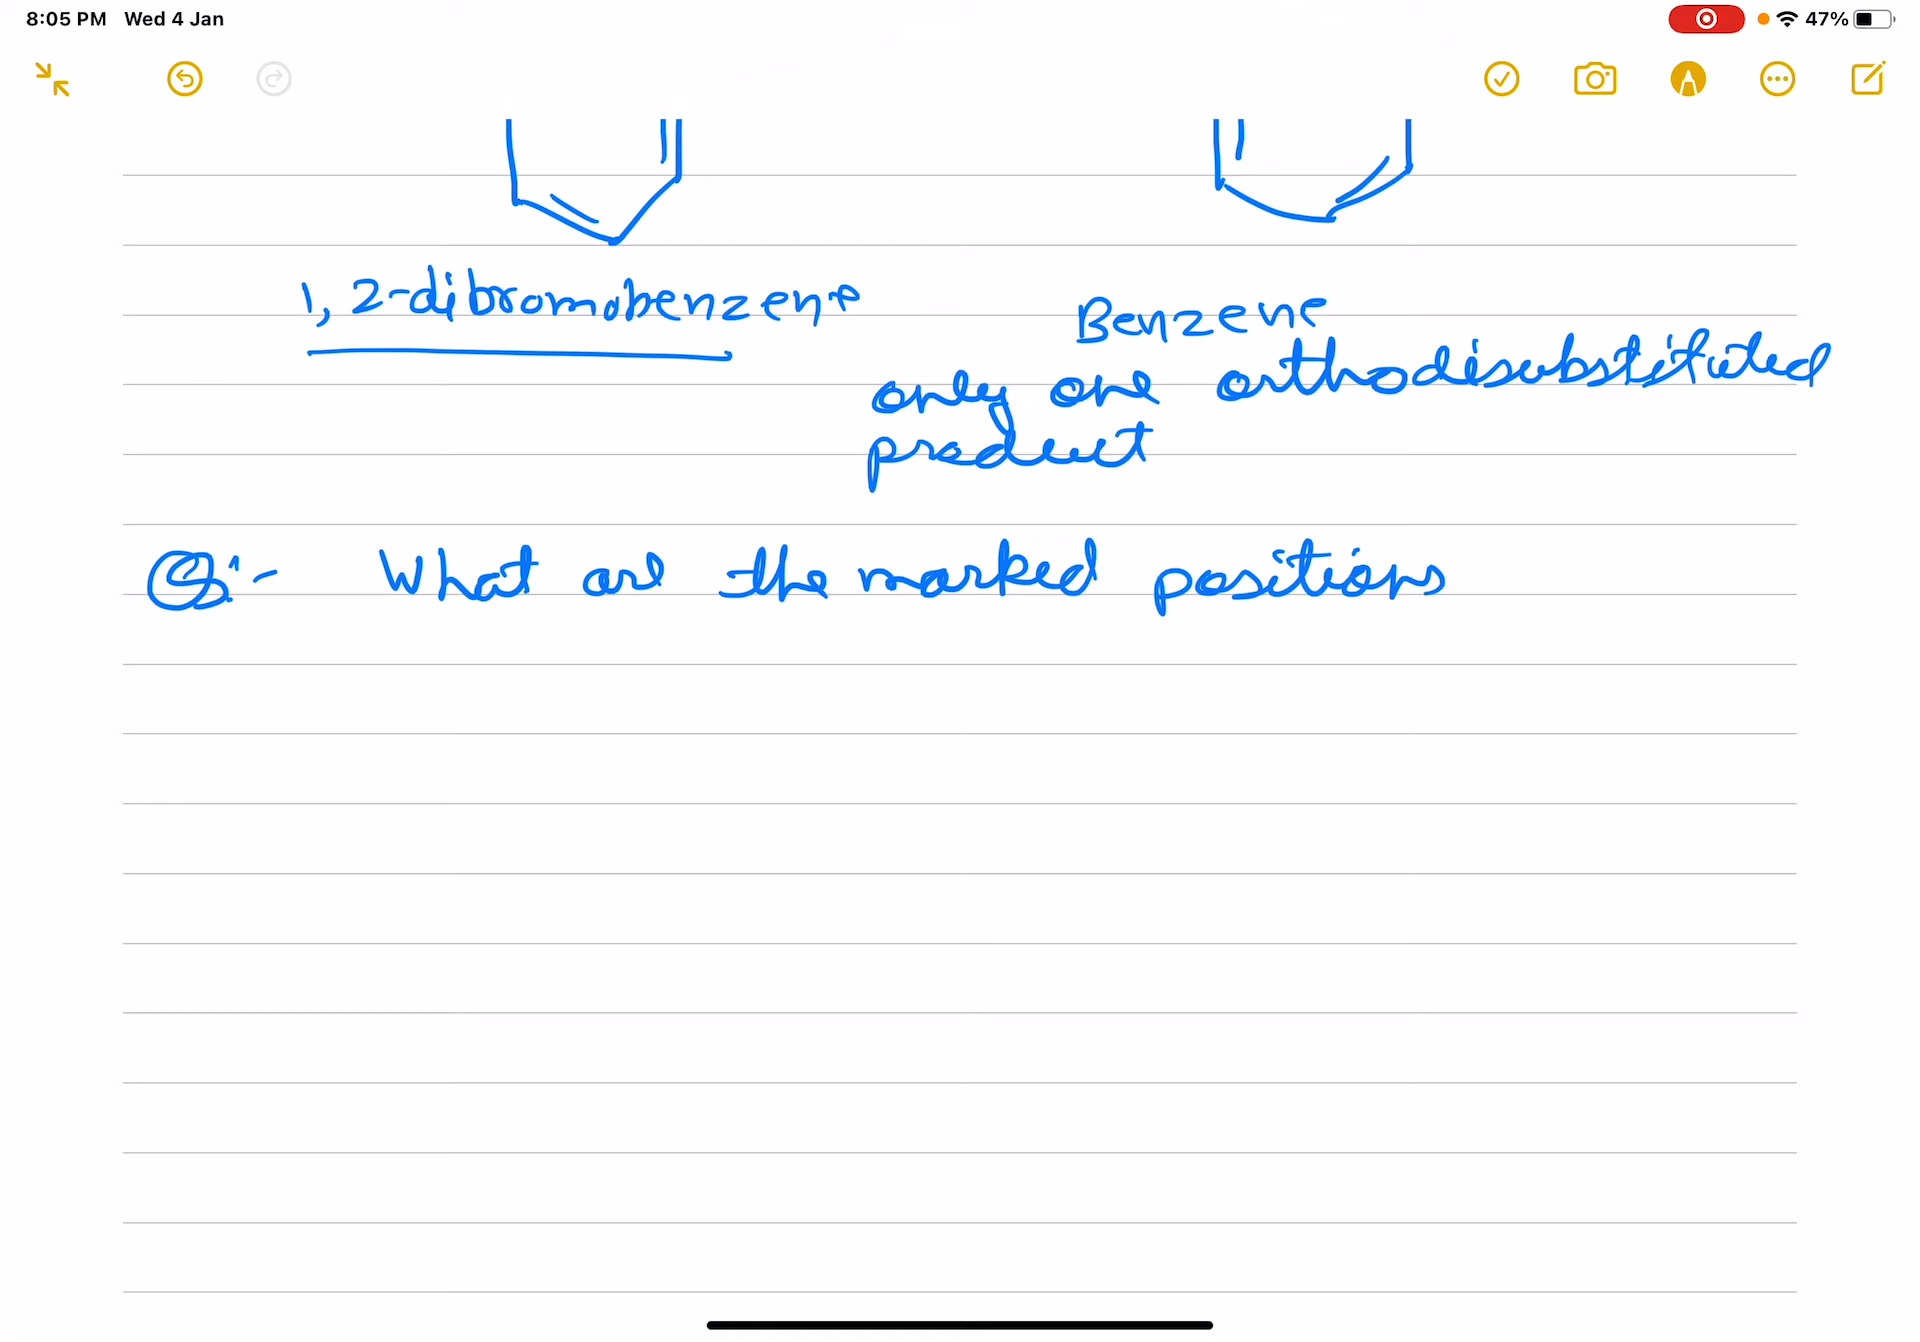 8:05 PM Wed 4 Jan 47%
1, 2-dibromobenzene
Benzene
only one orthodisubstituted
product
Q:- What are the marked positions